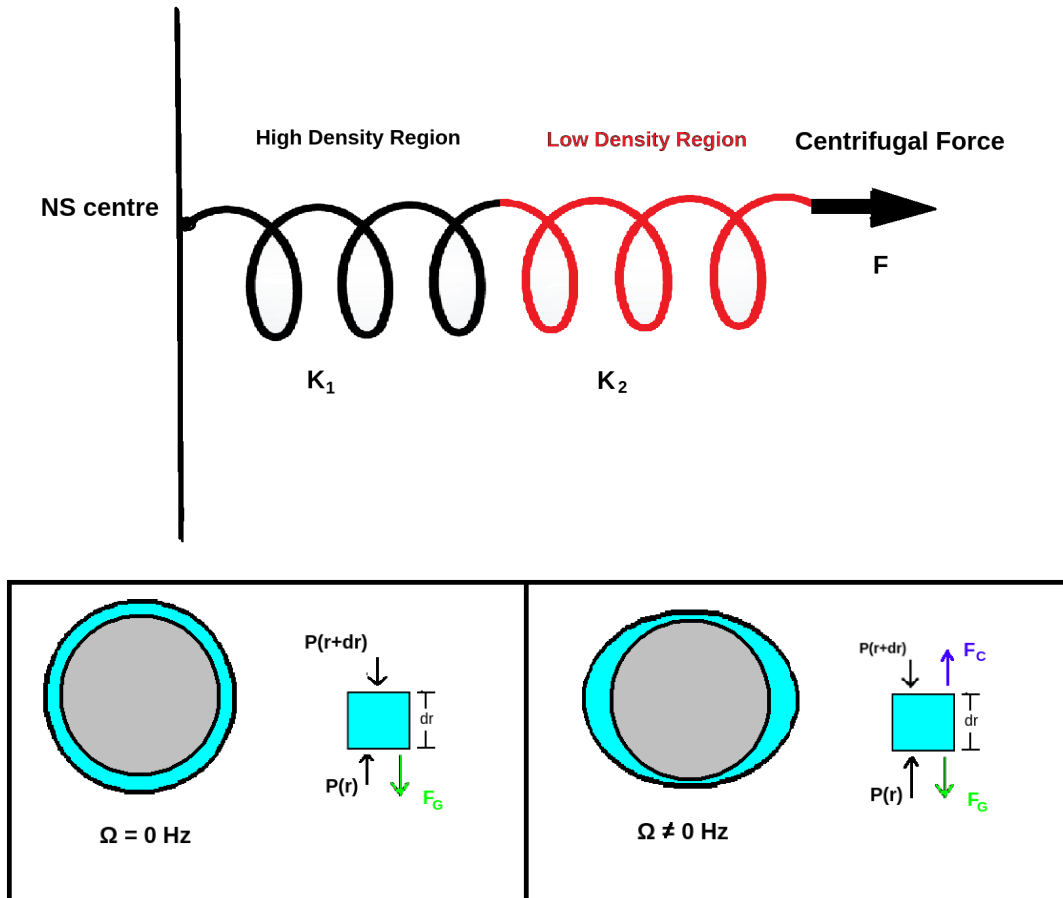 High Density Region
Low Density Region
Centrifugal Force
NS centre
F
K1
K2
P(r+dr)
dr
P(r)
FG
Ω = 0 Hz
P(r+dr)
FC
dr
P(r)
FG
Ω ≠ 0 Hz